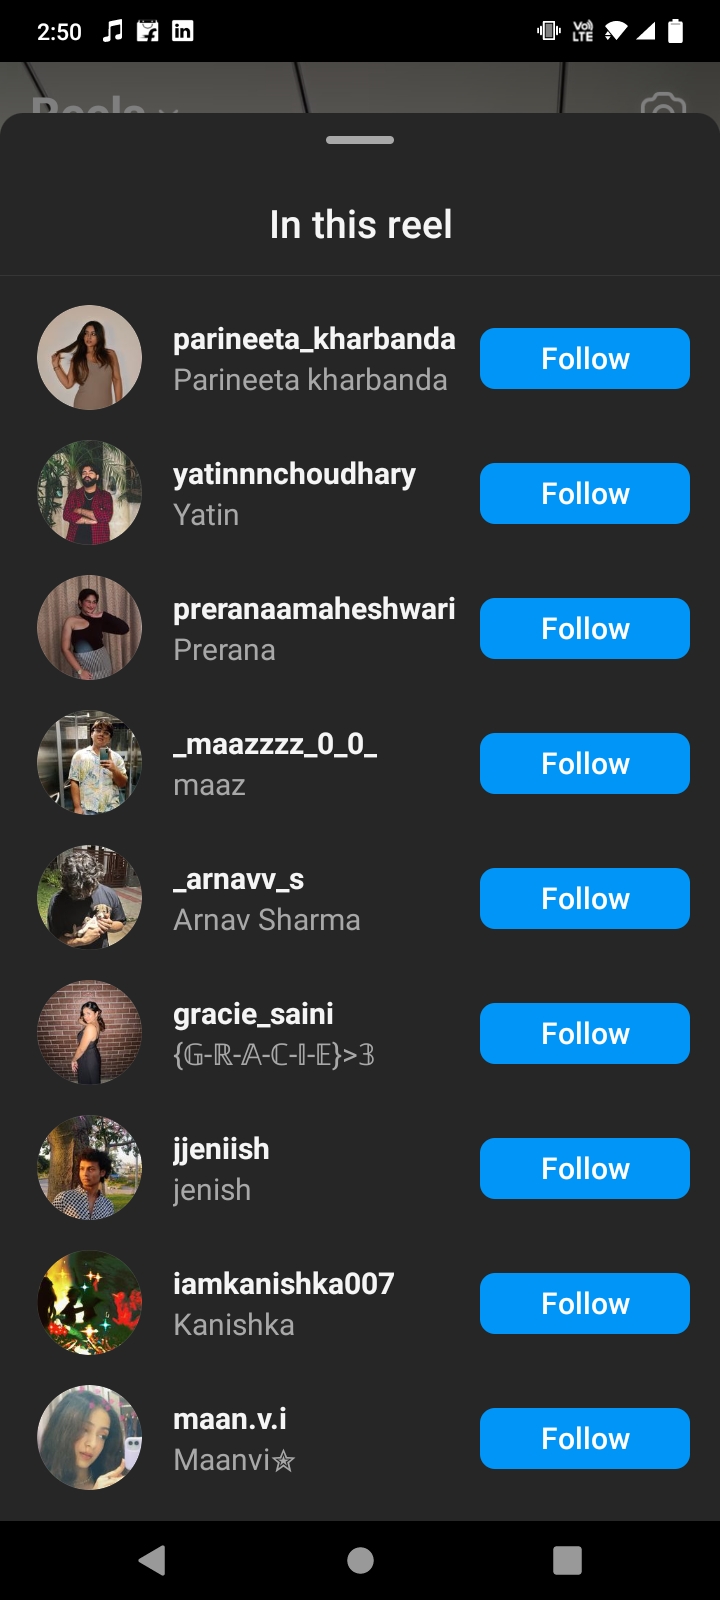 2:50
Vo)) LTE
Reels
In this reel
parineeta_kharbanda
Parineeta kharbanda
Follow
yatinnnchoudhary
Yatin
Follow
preranaamaheshwari
Prerana
Follow
_maazzzz_0_0_
maaz
Follow
_arnavv_s
Arnav Sharma
Follow
gracie_saini
{𝔾-ℝ-𝔸-ℂ-𝕀-𝔼}>𝟛
Follow
jjeniish
jenish
Follow
iamkanishka007
Kanishka
Follow
maan.v.i
Maanvi✯
Follow